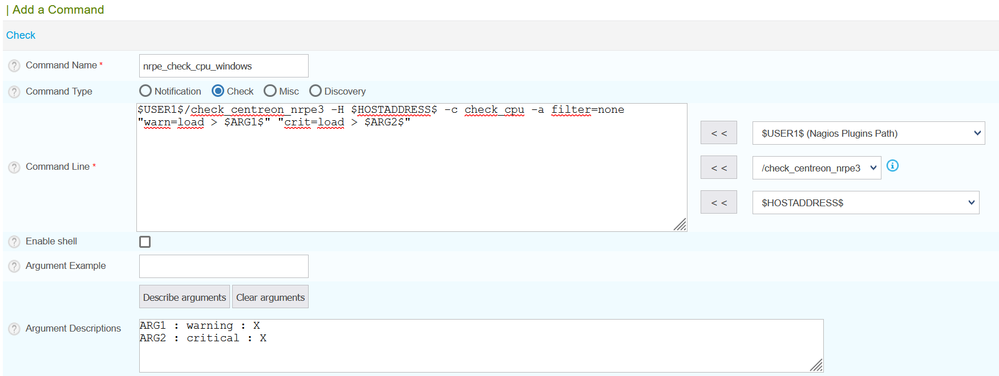 | Add a Command
Check
? Command Name * nrpe_check_cpu_windows
? Command Type Notification Check Misc Discovery
$USER1$/check_centreon_nrpe3 -H $HOSTADDRESS$ -c check_cpu -a filter=none
"warn=load > $ARG1$" "crit=load > $ARG2$"
< < $USER1$ (Nagios Plugins Path)
? Command Line * < < /check_centreon_nrpe3 i
< < $HOSTADDRESS$
? Enable shell
? Argument Example
Describe arguments Clear arguments
? Argument Descriptions
ARG1 : warning : X
ARG2 : critical : X